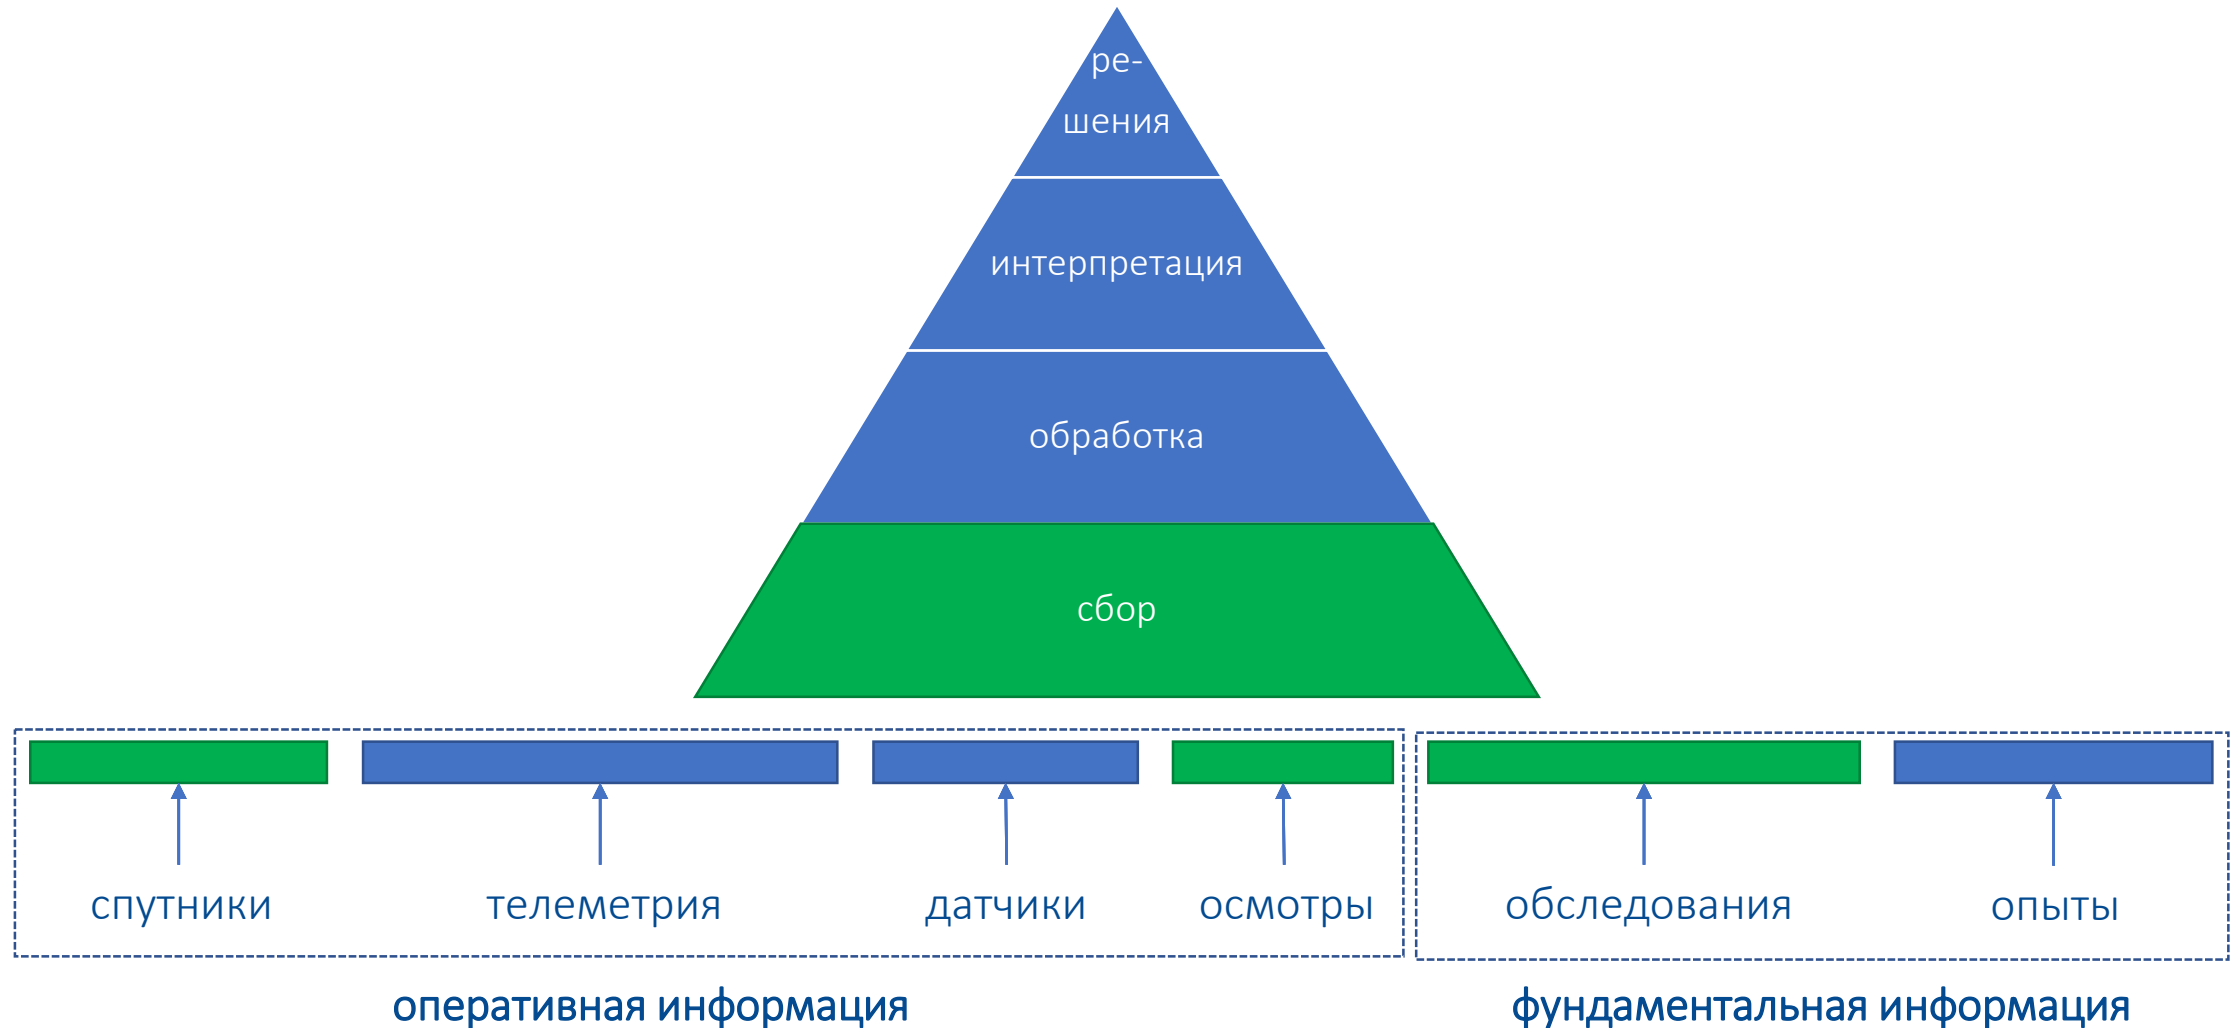 ре-
шения
интерпретация
обработка
сбор
спутники телеметрия датчики осмотры обследования опыты
оперативная информация фундаментальная информация